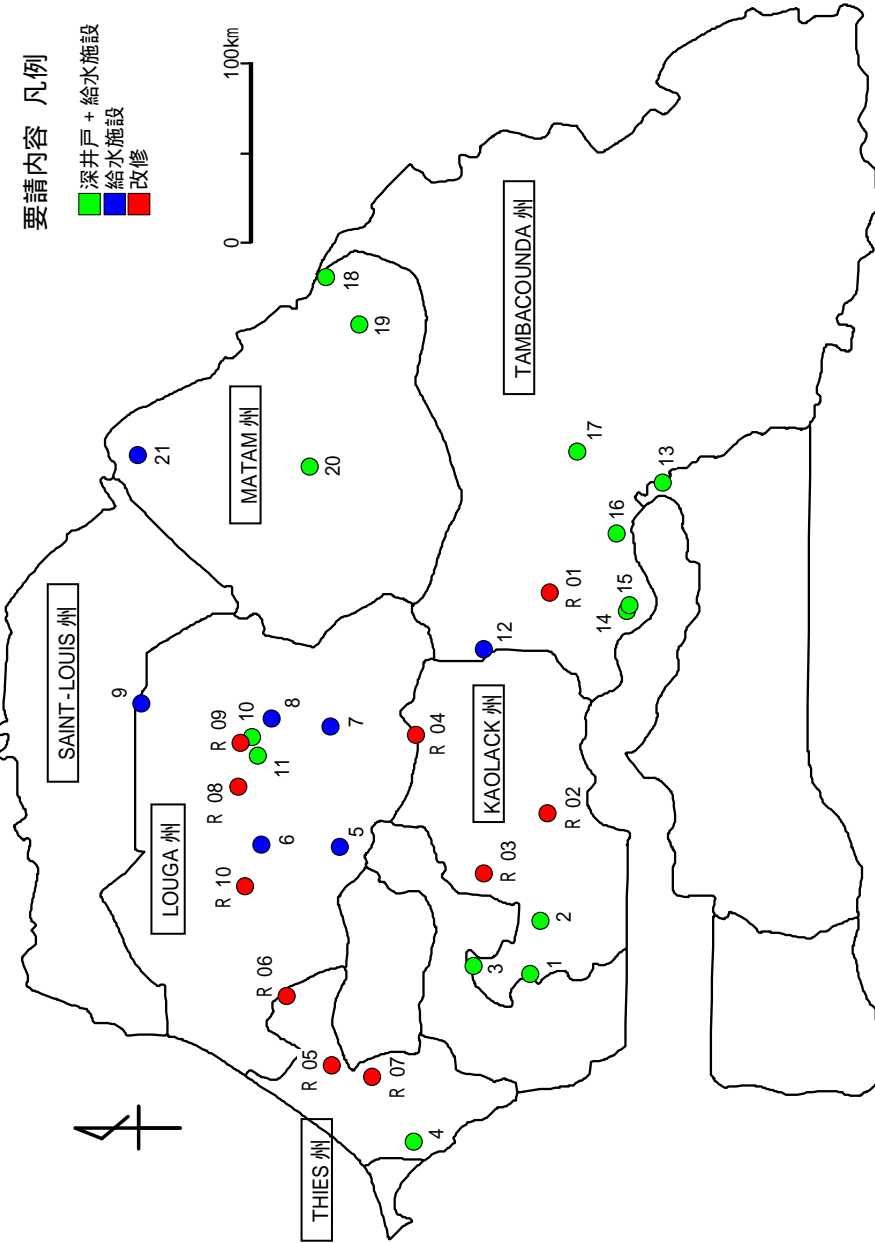 要請内容 凡例
深井戸 + 給水施設
給水施設
改修
0
100km
SAINT-LOUIS 州
LOUGA 州
MATAM 州
THIES 州
KAOLACK 州
TAMBACOUNDA 州
9
21
R 10
R 08
R 09
10
11
8
6
7
5
R 06
R 05
R 07
4
20
18
19
R 04
12
R 03
R 02
3
2
1
R 01
17
16
13
14
15